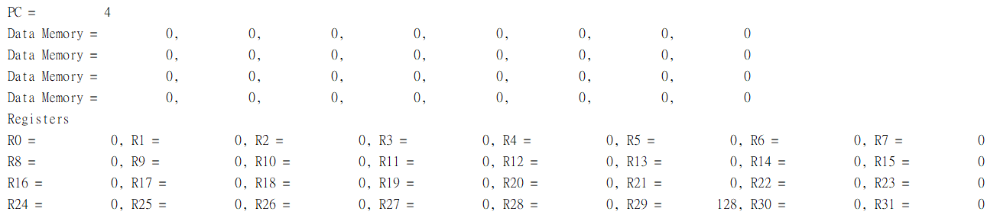 PC =          4
Data Memory =          0,          0,          0,          0,          0,          0,          0,          0
Data Memory =          0,          0,          0,          0,          0,          0,          0,          0
Data Memory =          0,          0,          0,          0,          0,          0,          0,          0
Data Memory =          0,          0,          0,          0,          0,          0,          0,          0
Registers
R0 =          0, R1 =          0, R2 =          0, R3 =          0, R4 =          0, R5 =          0, R6 =          0, R7 =          0
R8 =          0, R9 =          0, R10 =          0, R11 =          0, R12 =          0, R13 =          0, R14 =          0, R15 =          0
R16 =          0, R17 =          0, R18 =          0, R19 =          0, R20 =          0, R21 =          0, R22 =          0, R23 =          0
R24 =          0, R25 =          0, R26 =          0, R27 =          0, R28 =          0, R29 =        128, R30 =          0, R31 =          0